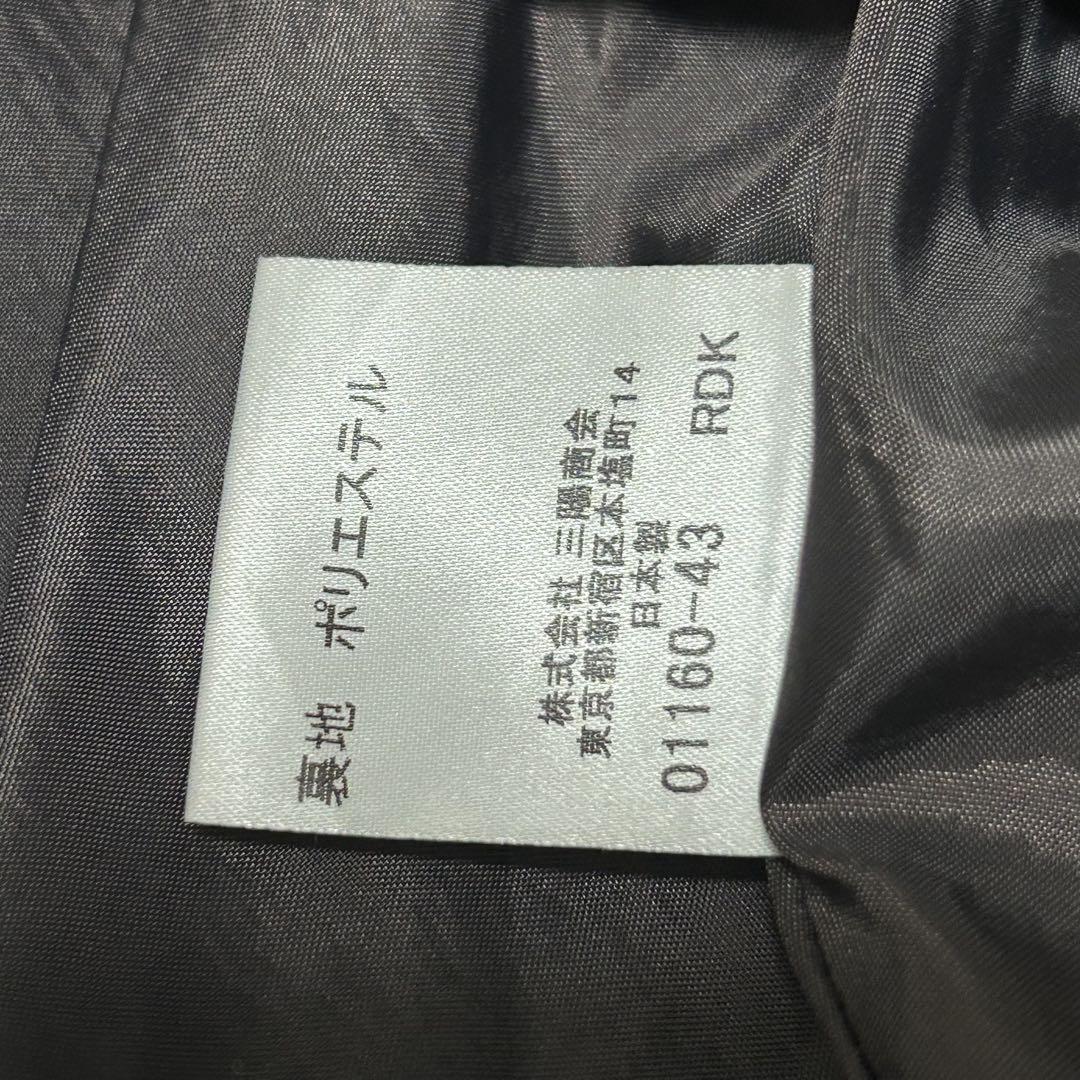 裏地 ポリエステル
株式会社 三陽商会
東京都新宿区本塩町14
日本製
01160-43 RDK